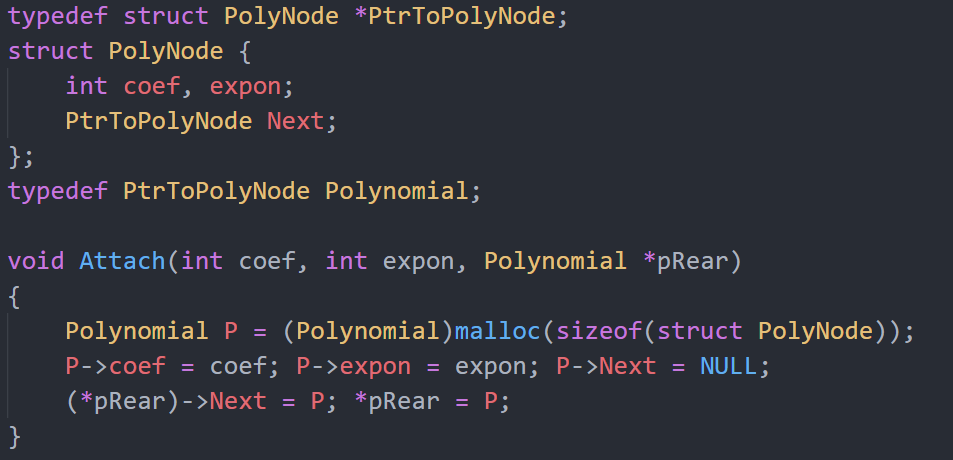 typedef struct PolyNode *PtrToPolyNode;
struct PolyNode {
    int coef, expon;
    PtrToPolyNode Next;
};
typedef PtrToPolyNode Polynomial;

void Attach(int coef, int expon, Polynomial *pRear)
{
    Polynomial P = (Polynomial)malloc(sizeof(struct PolyNode));
    P->coef = coef; P->expon = expon; P->Next = NULL;
    (*pRear)->Next = P; *pRear = P;
}